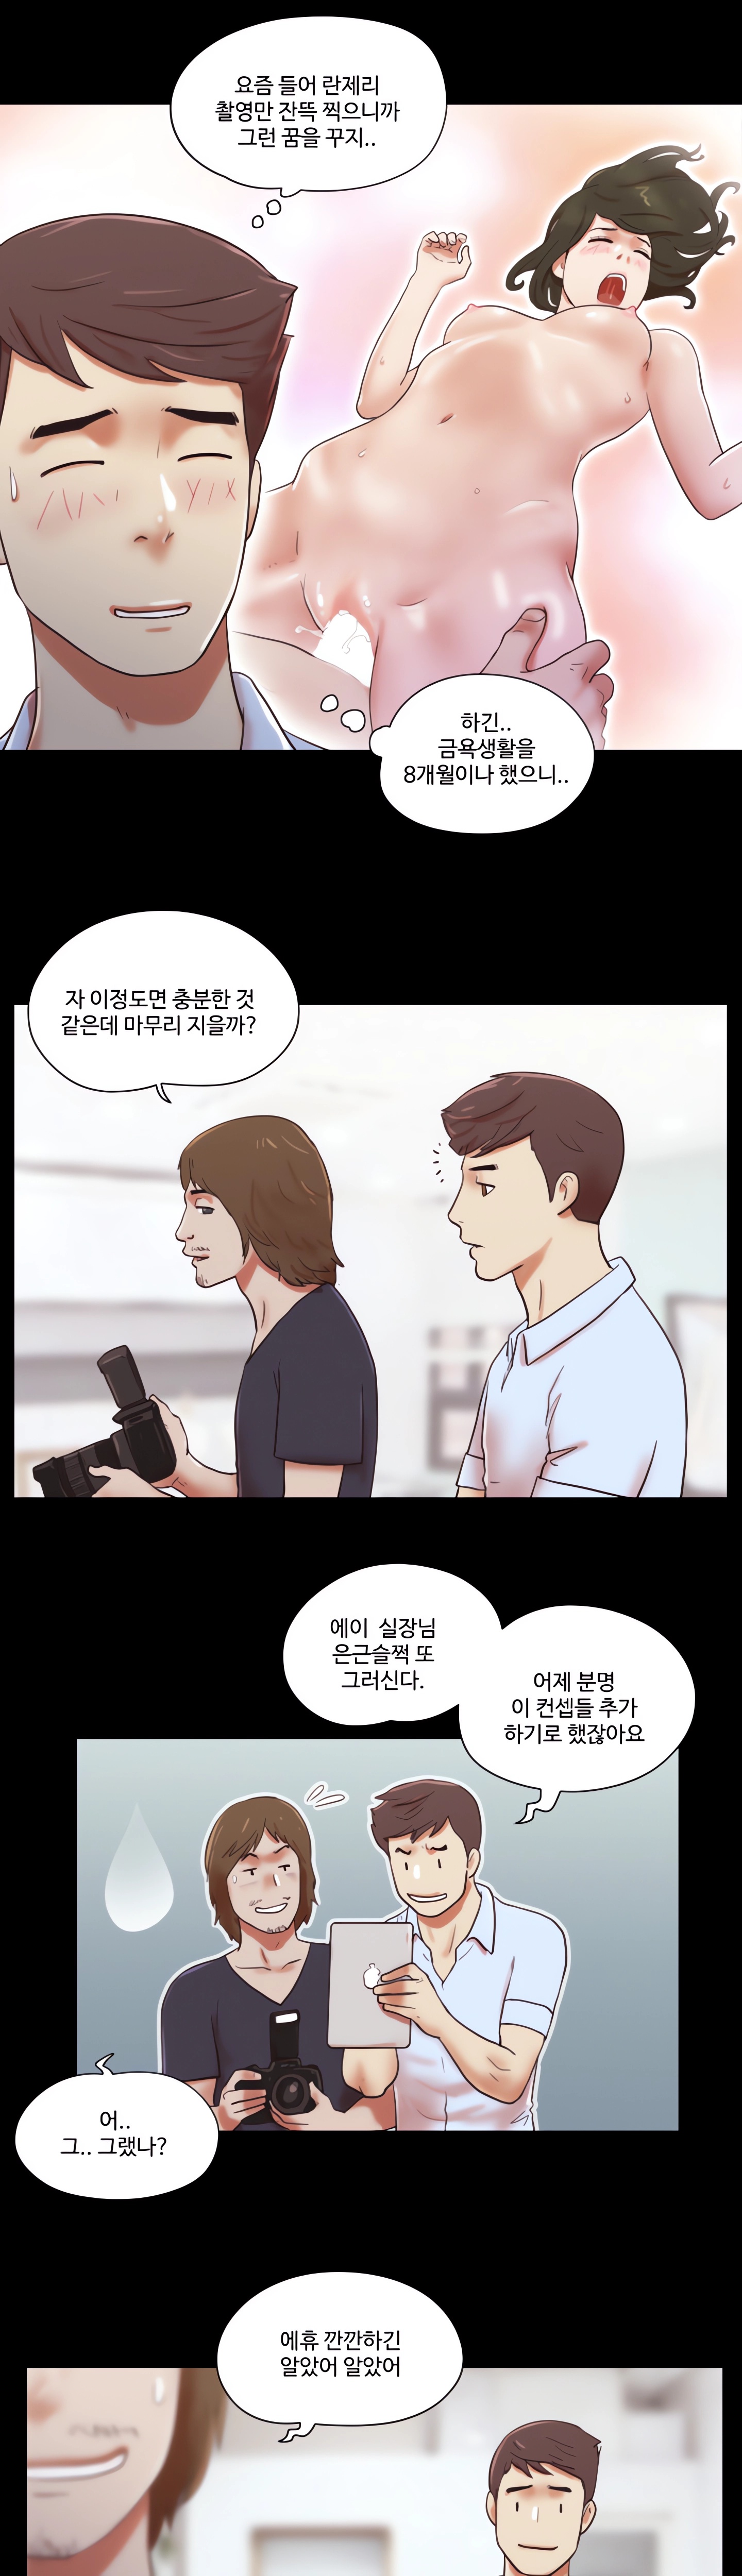 요즘 들어 란제리
촬영만 잔뜩 찍으니까
그런 꿈을 꾸지..
하긴..
금욕생활을
8개월이나 했으니..
자 이정도면 충분한 것
같은데 마무리 지을까?
에이 실장님
은근슬쩍 또
그러신다.
어제 분명
이 컨셉들 추가
하기로 했잖아요
어..
그.. 그랬나?
에휴 깐깐하긴
알았어 알았어